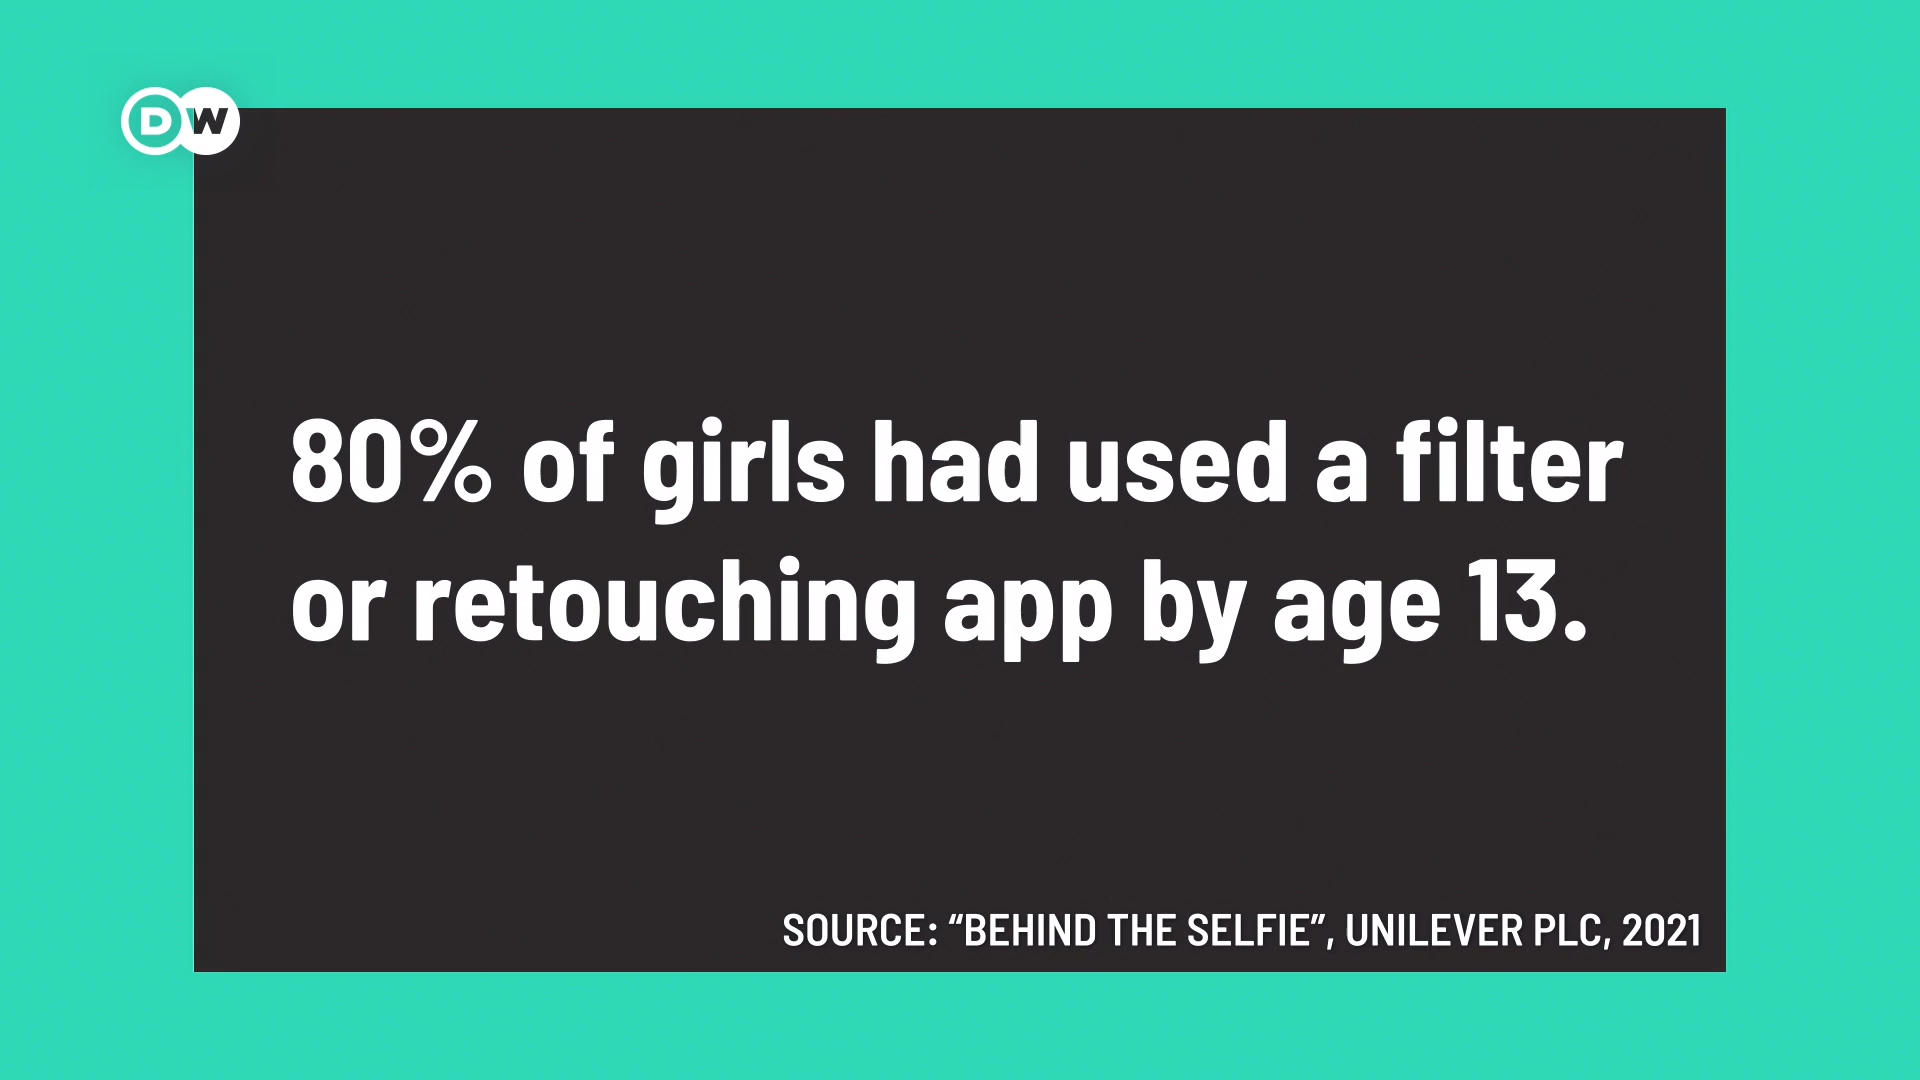 DW
80% of girls had used a filter
or retouching app by age 13.
SOURCE: “BEHIND THE SELFIE”, UNILEVER PLC, 2021